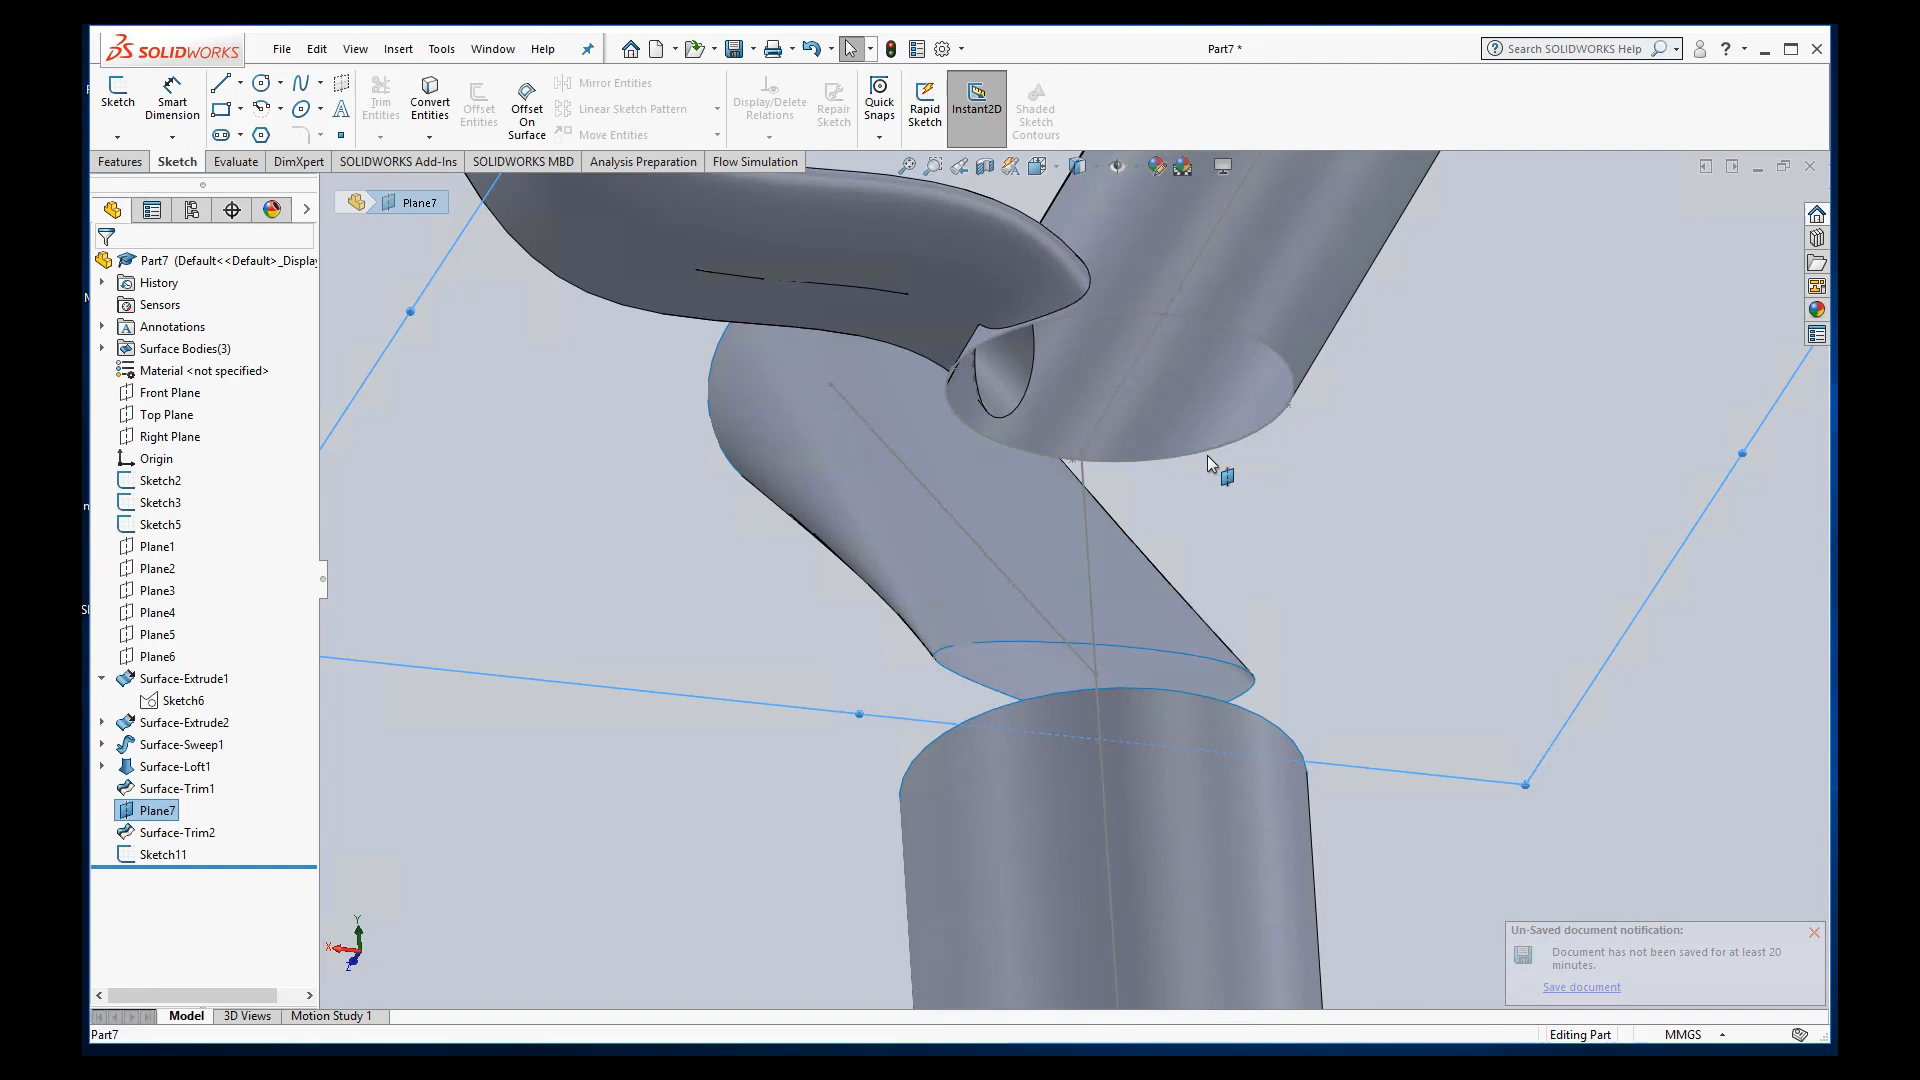 SOLIDWORKS
File Edit View Insert Tools Window Help
Part7 *
Search SOLIDWORKS Help
Sketch
Smart Dimension
Trim Entities
Convert Entities
Offset Entities
Offset On Surface
Mirror Entities
Linear Sketch Pattern
Move Entities
Display/Delete Relations
Repair Sketch
Quick Snaps
Rapid Sketch
Instant2D
Shaded Sketch Contours
Features Sketch Evaluate DimXpert SOLIDWORKS Add-Ins SOLIDWORKS MBD Analysis Preparation Flow Simulation
Plane7
Part7 (Default<<Default>_Display
History
Sensors
Annotations
Surface Bodies(3)
Material <not specified>
Front Plane
Top Plane
Right Plane
Origin
Sketch2
Sketch3
Sketch5
Plane1
Plane2
Plane3
Plane4
Plane5
Plane6
Surface-Extrude1
Sketch6
Surface-Extrude2
Surface-Sweep1
Surface-Loft1
Surface-Trim1
Plane7
Surface-Trim2
Sketch11
Y
X
Z
Un-Saved document notification:
Document has not been saved for at least 20
minutes.
Save document
Model 3D Views Motion Study 1
Part7
Editing Part
MMGS